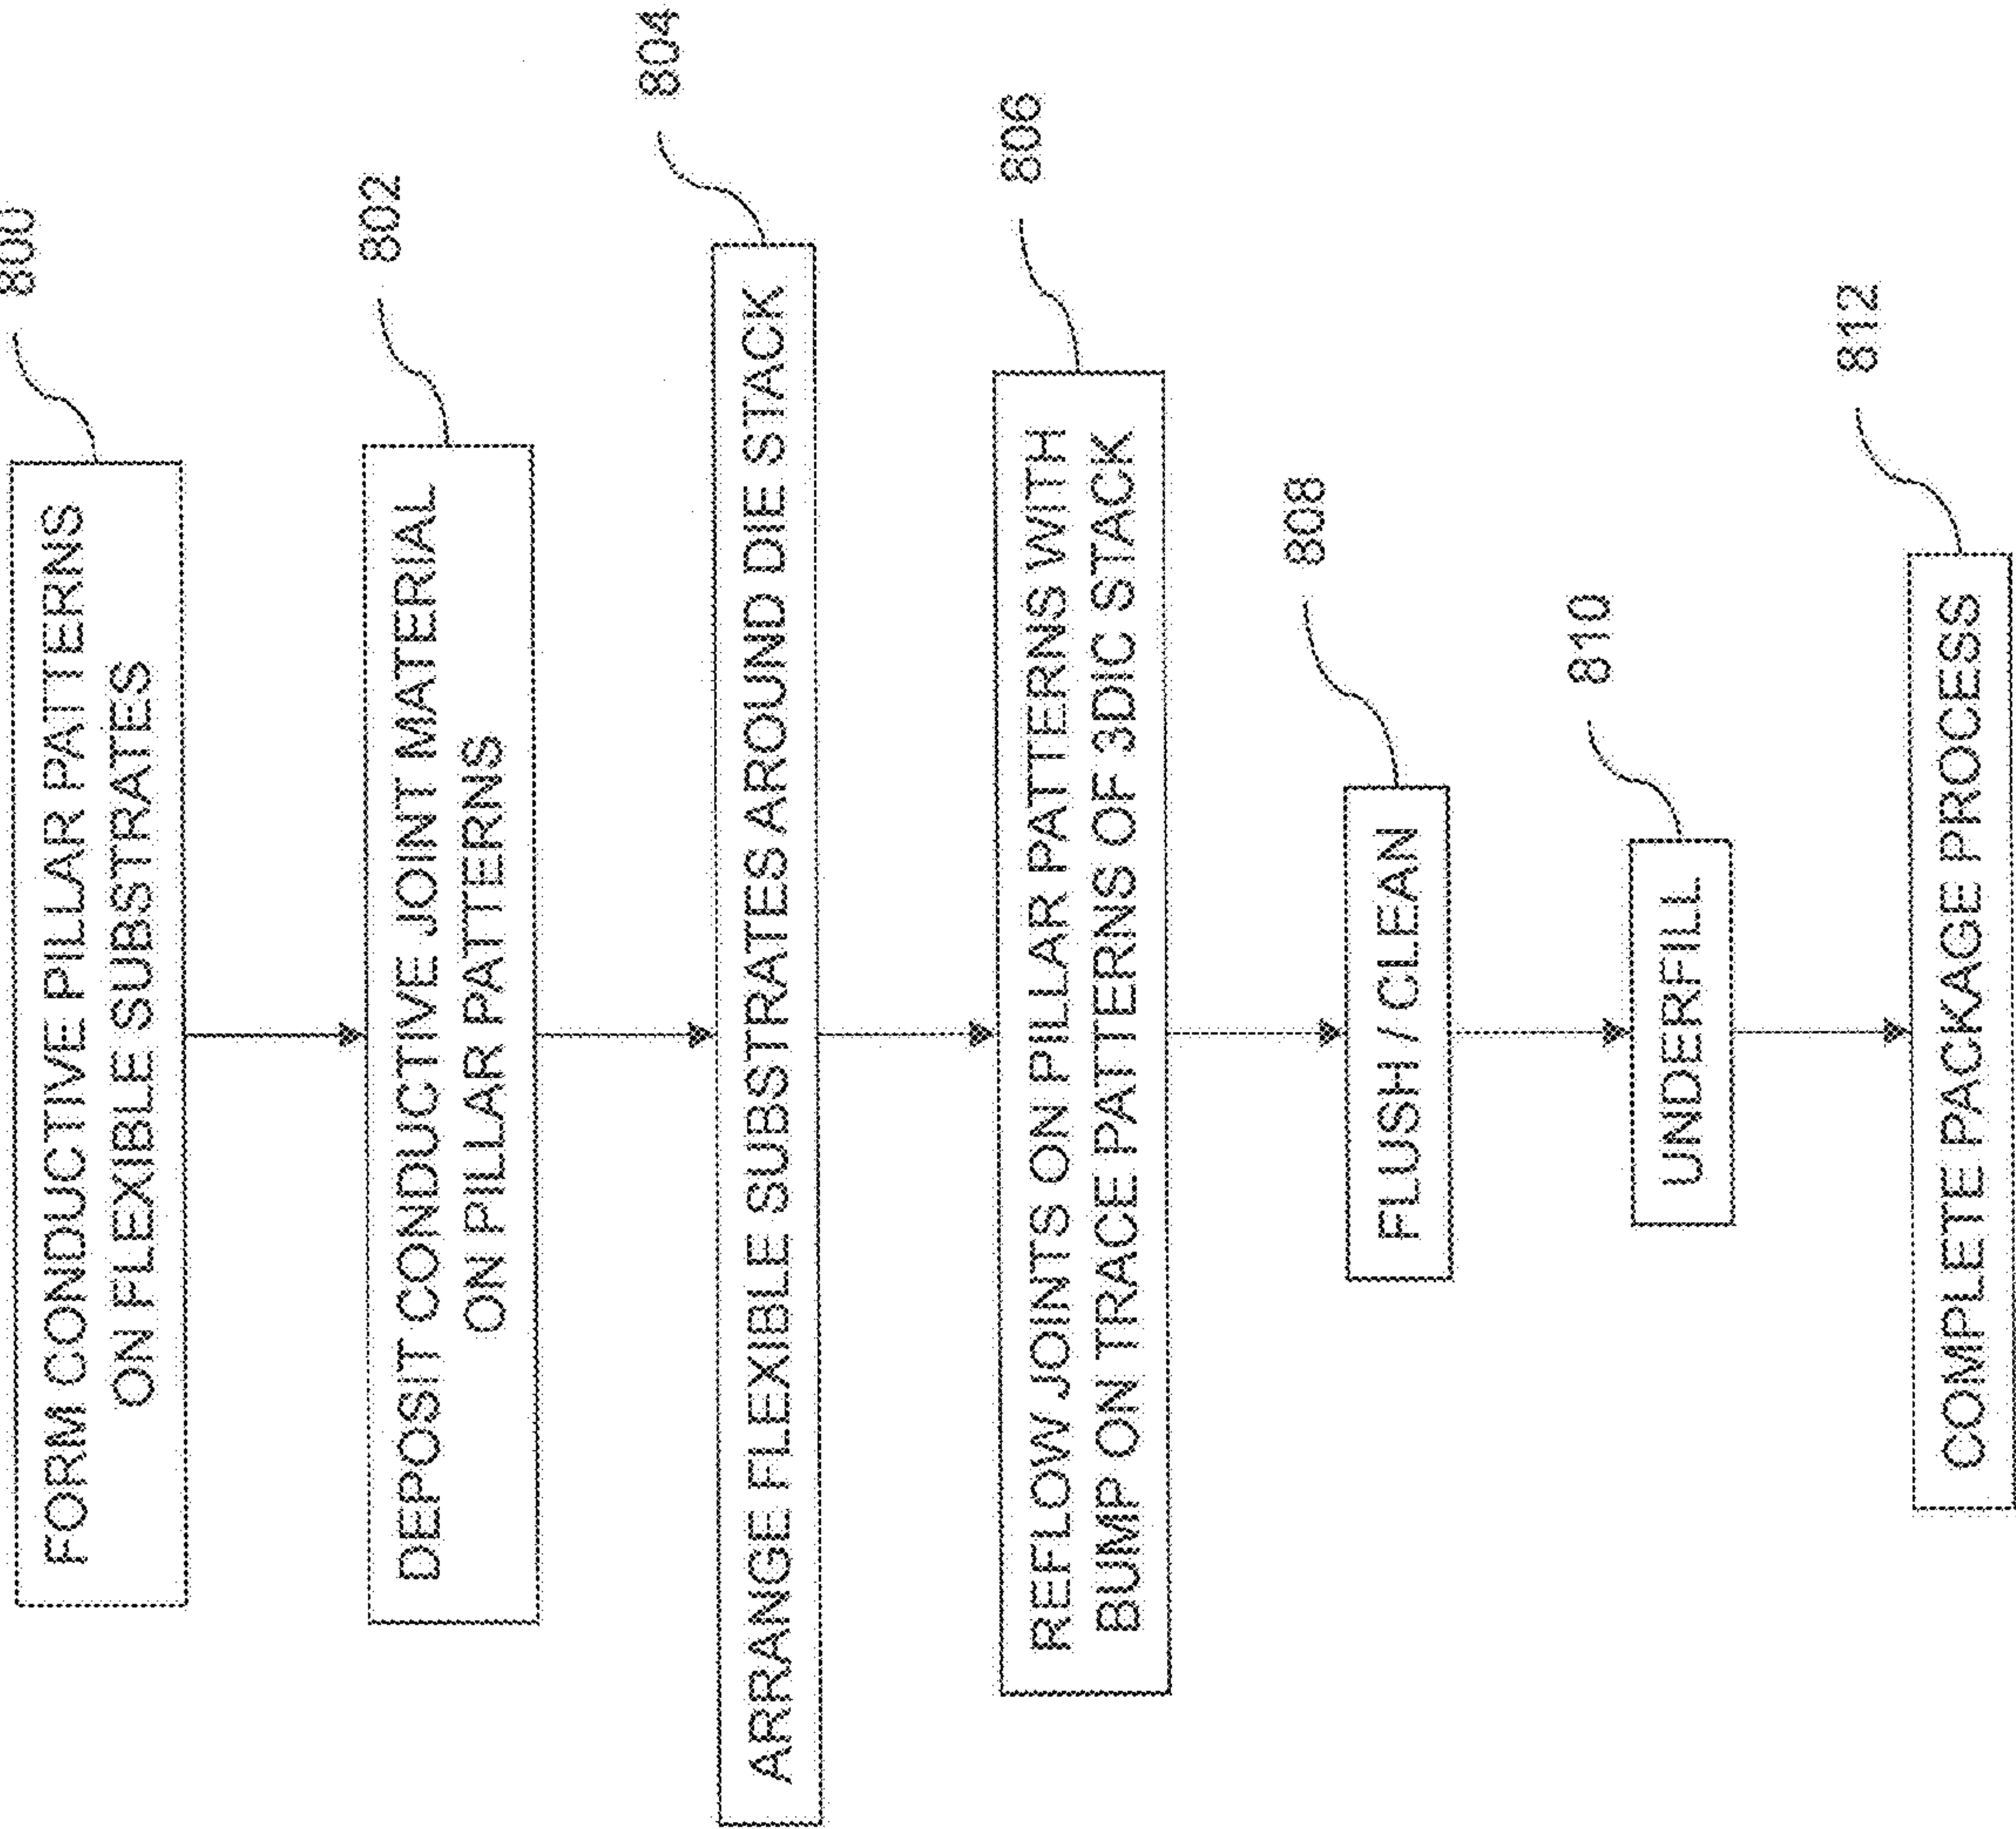 FORM CONDUCTIVE PILLAR PATTERNS
ON FLEXIBLE SUBSTRATES
800
DEPOSIT CONDUCTIVE JOINT MATERIAL
ON PILLAR PATTERNS
802
ARRANGE FLEXIBLE SUBSTRATES AROUND DIE STACK
804
REFLOW JOINTS ON PILLAR PATTERNS WITH
BUMP ON TRACE PATTERNS OF 3DIC STACK
806
FLUSH / CLEAN
808
UNDERFILL
810
COMPLETE PACKAGE PROCESS
812